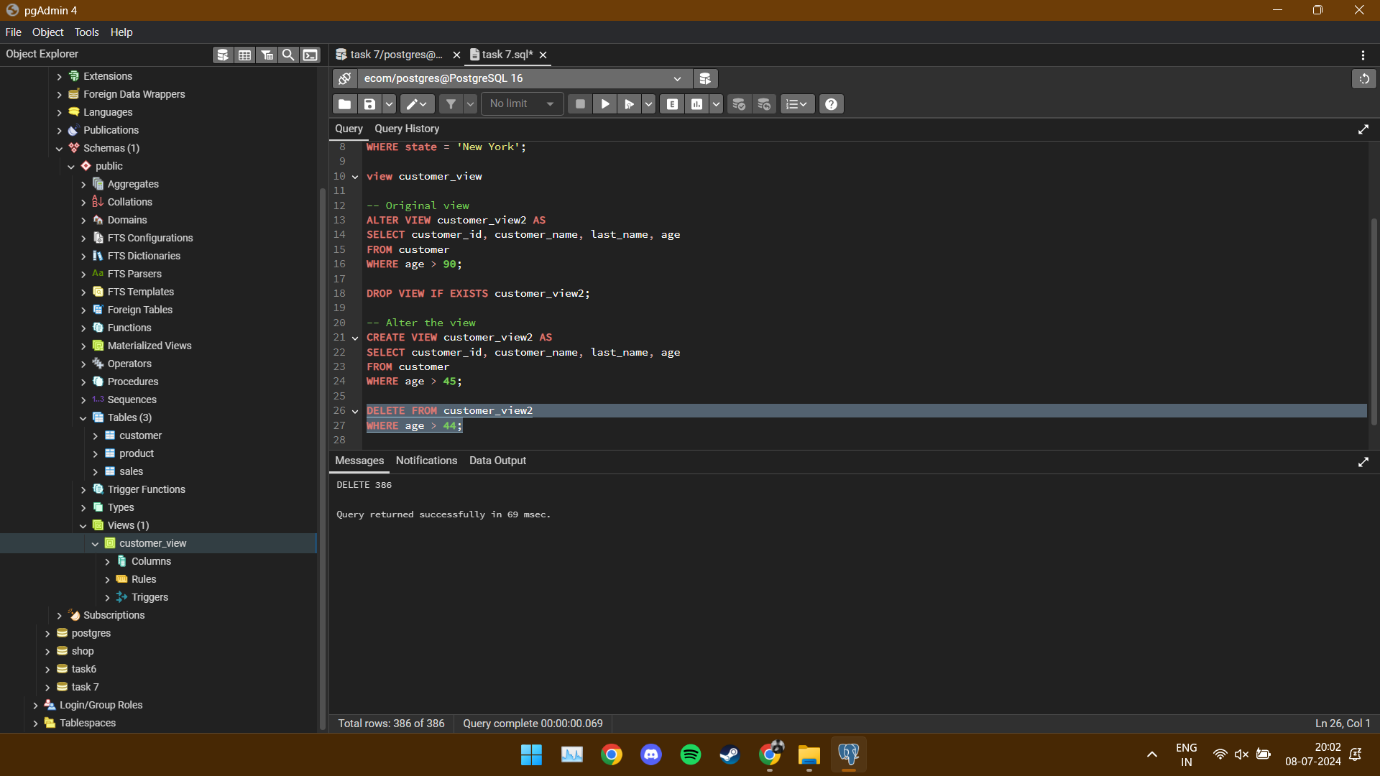 pgAdmin 4
File Object Tools Help
Object Explorer
Extensions
Foreign Data Wrappers
Languages
Publications
Schemas (1)
public
Aggregates
Collations
Domains
FTS Configurations
FTS Dictionaries
Aa FTS Parsers
FTS Templates
Foreign Tables
Functions
Materialized Views
Operators
Procedures
1..3 Sequences
Tables (3)
customer
product
sales
Trigger Functions
Types
Views (1)
customer_view
Columns
Rules
Triggers
Subscriptions
postgres
shop
task6
task 7
Login/Group Roles
Tablespaces
task 7/postgres@... task 7.sql*
ecom/postgres@PostgreSQL 16
No limit
Query Query History
8 WHERE state = 'New York';
9
10 view customer_view
11
12 -- Original view
13 ALTER VIEW customer_view2 AS
14 SELECT customer_id, customer_name, last_name, age
15 FROM customer
16 WHERE age > 90;
17
18 DROP VIEW IF EXISTS customer_view2;
19
20 -- Alter the view
21 CREATE VIEW customer_view2 AS
22 SELECT customer_id, customer_name, last_name, age
23 FROM customer
24 WHERE age > 45;
25
26 DELETE FROM customer_view2
27 WHERE age > 44;
28
Messages Notifications Data Output
DELETE 386
Query returned successfully in 69 msec.
Total rows: 386 of 386 Query complete 00:00:00.069 Ln 26, Col 1
ENG
IN
20:02
08-07-2024